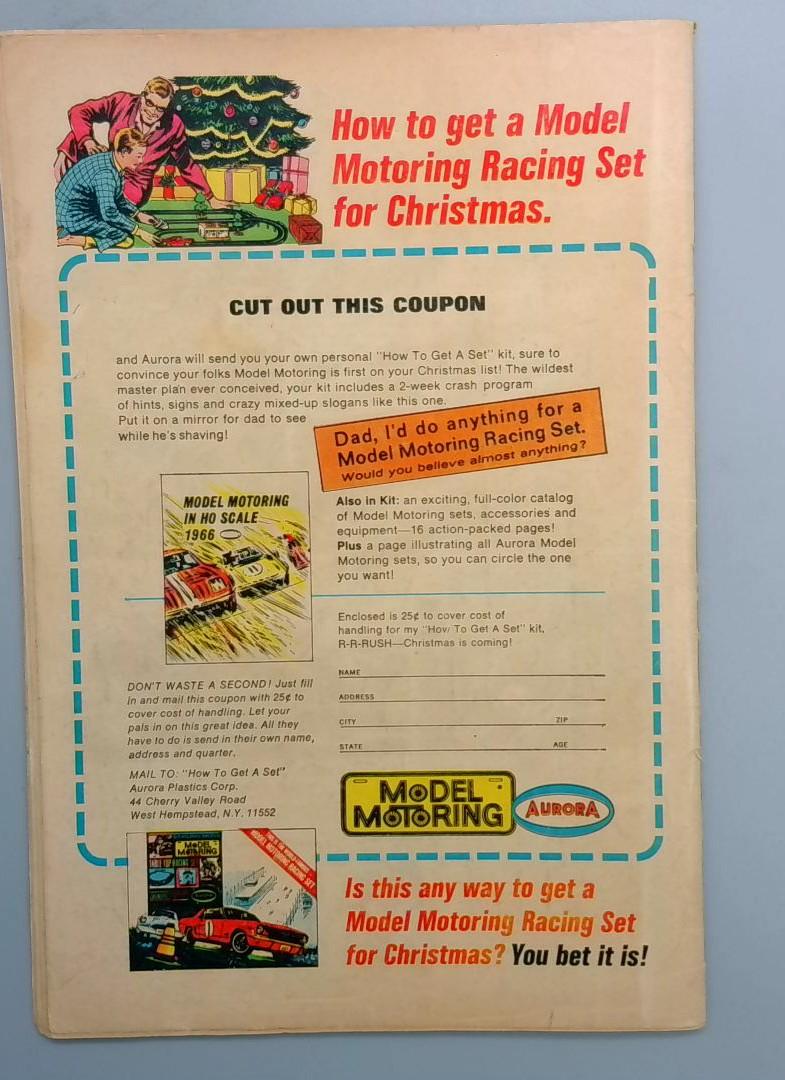 How to get a Model
Motoring Racing Set
for Christmas.
CUT OUT THIS COUPON
and Aurora will send you your own personal "How To Get A Set" kit, sure to
convince your folks Model Motoring is first on your Christmas list! The wildest
master plan ever conceived, your kit includes a 2-week crash program
of hints, signs and crazy mixed-up slogans like this one.
Put it on a mirror for dad to see
while he's shaving!
Dad, I'd do anything for a
Model Motoring Racing Set.
Would you believe almost anything?
MODEL MOTORING
IN HO SCALE
1966
Also in Kit: an exciting, full-color catalog
of Model Motoring sets, accessories and
equipment—16 action-packed pages!
Plus a page illustrating all Aurora Model
Motoring sets, so you can circle the one
you want!
Enclosed is 25¢ to cover cost of
handling for my "How To Get A Set" kit.
R-R-RUSH—Christmas is coming!
NAME
ADDRESS
CITY ZIP
STATE AGE
DON'T WASTE A SECOND! Just fill
in and mail this coupon with 25¢ to
cover cost of handling. Let your
pals in on this great idea. All they
have to do is send in their own name,
address and quarter.
MAIL TO: "How To Get A Set"
Aurora Plastics Corp.
44 Cherry Valley Road
West Hempstead, N.Y. 11552
MODEL
MOTORING
AURORA
MODEL
MOTORING
TABLE TOP RACING
MODEL MOTORING RACING SET
1
Is this any way to get a
Model Motoring Racing Set
for Christmas? You bet it is!